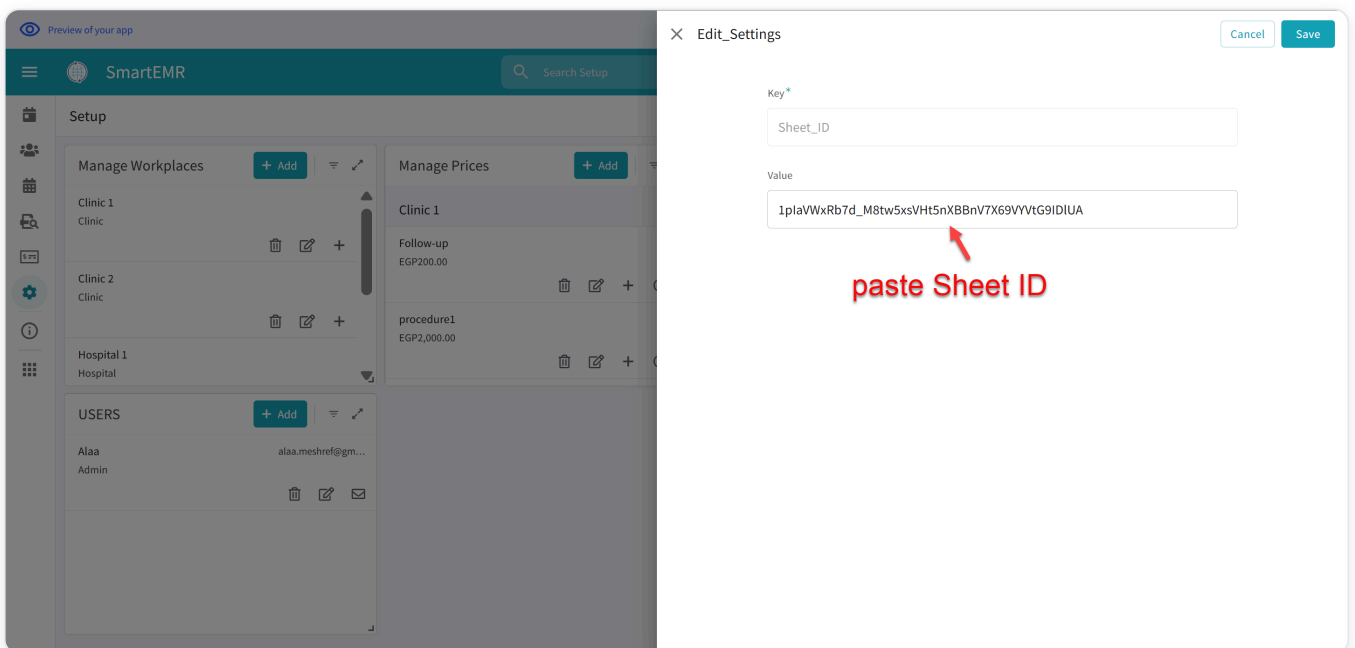 Preview of your app
SmartEMR
Search Setup
Setup
Manage Workplaces
+ Add
Clinic 1
Clinic
Clinic 2
Clinic
Hospital 1
Hospital
Manage Prices
+ Add
Clinic 1
Follow-up
EGP200.00
procedure1
EGP2,000.00
USERS
+ Add
Alaa
alaa.meshref@gm...
Admin
Edit_Settings
Cancel
Save
Key*
Sheet_ID
Value
1pIaVWxRb7d_M8tw5xsVHt5nXBBnV7X69VYVtG9IDlUA
paste Sheet ID